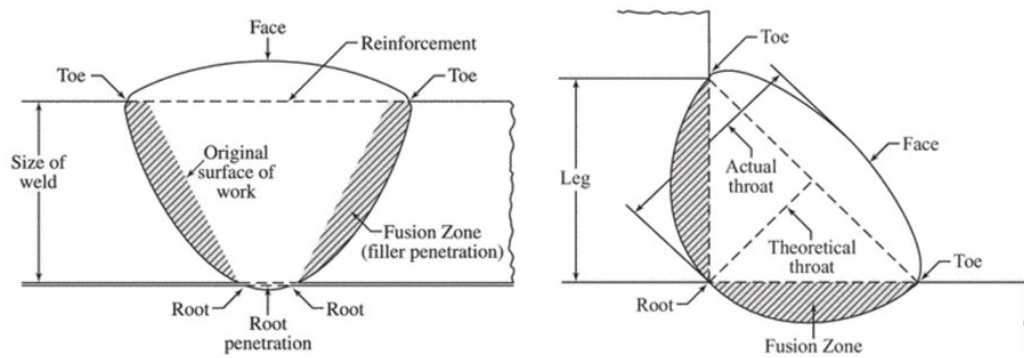 Face
Reinforcement
Toe
Toe
Size of
weld
Original
surface of
work
Fusion Zone
(filler penetration)
Root
Root
Root
penetration
Toe
Face
Actual
throat
Leg
Theoretical
throat
Toe
Root
Fusion Zone